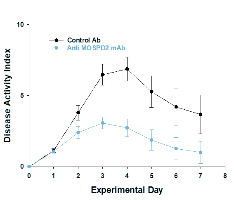 10
Control Ab
Anti MOSPD2 mAb
Disease Activity Index
5
0
0 1 2 3 4 5 6 7 8
Experimental Day